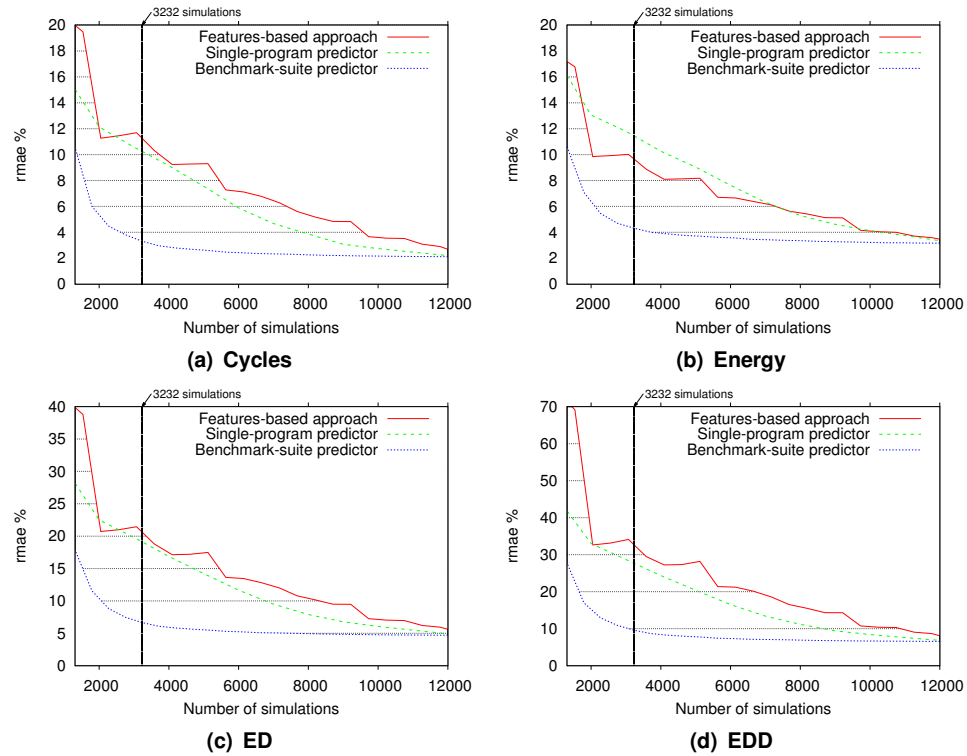 3232 simulations
20
18
16
14
12
10
8
6
4
2
0
rmae %
Features-based approach
Single-program predictor
Benchmark-suite predictor
2000 4000 6000 8000 10000 12000
Number of simulations
(a) Cycles
3232 simulations
20
18
16
14
12
10
8
6
4
2
0
rmae %
Features-based approach
Single-program predictor
Benchmark-suite predictor
2000 4000 6000 8000 10000 12000
Number of simulations
(b) Energy
3232 simulations
40
35
30
25
20
15
10
5
0
rmae %
Features-based approach
Single-program predictor
Benchmark-suite predictor
2000 4000 6000 8000 10000 12000
Number of simulations
(c) ED
3232 simulations
70
60
50
40
30
20
10
0
rmae %
Features-based approach
Single-program predictor
Benchmark-suite predictor
2000 4000 6000 8000 10000 12000
Number of simulations
(d) EDD